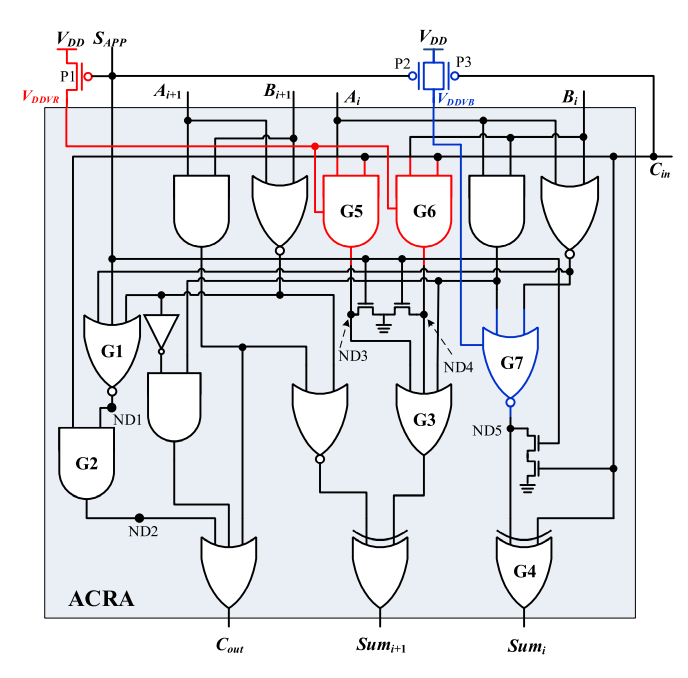 V_DD S_APP V_DD
P1 P2 P3
V_DDVR A_i+1 B_i+1 A_i V_DDVB B_i
C_in
G5 G6
G1 ND3 ND4 G7
ND1 G3 ND5
G2
ND2
G4
ACRA
C_out Sum_i+1 Sum_i